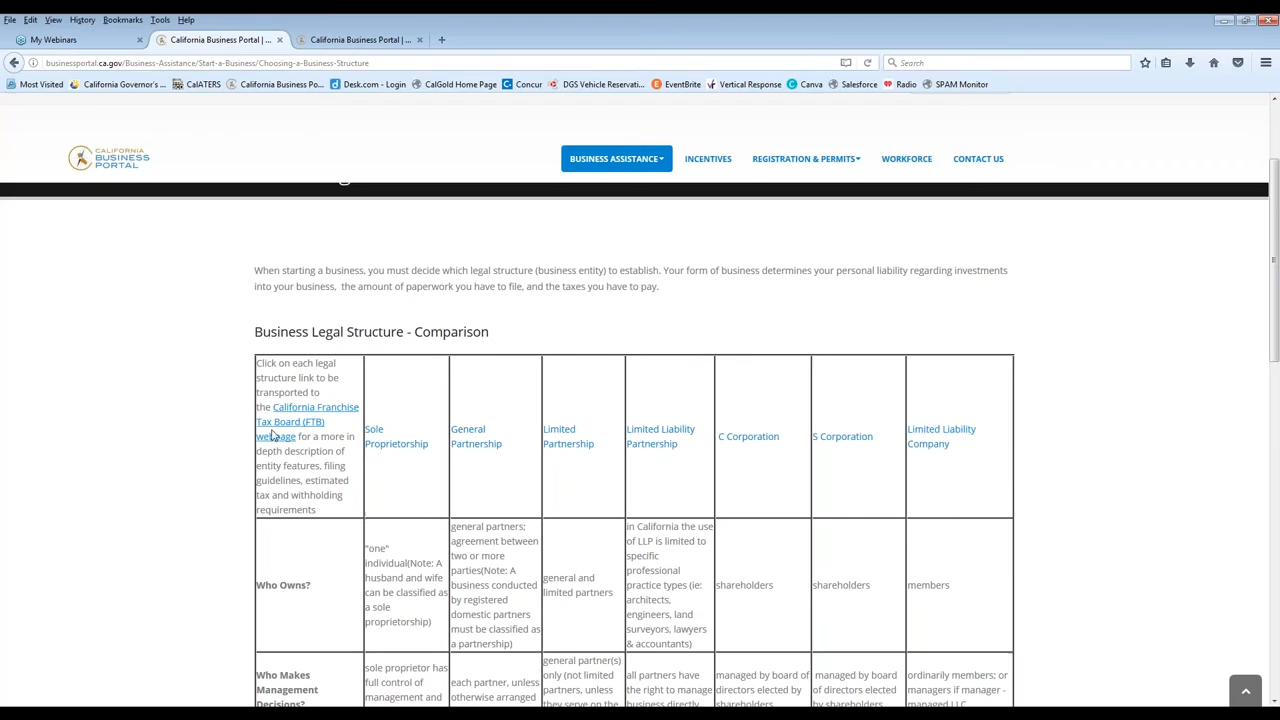 File Edit View History Bookmarks Tools Help
My Webinars
California Business Portal | ...
California Business Portal | ...
businessportal.ca.gov/Business-Assistance/Start-a-Business/Choosing-a-Business-Structure
Search
Most Visited California Governor's ... CalATERS California Business Po... Desk.com - Login CalGold Home Page Concur DGS Vehicle Reservati... EventBrite Vertical Response Canva Salesforce Radio SPAM Monitor
CALIFORNIA
BUSINESS
PORTAL
BUSINESS ASSISTANCE INCENTIVES REGISTRATION & PERMITS WORKFORCE CONTACT US
When starting a business, you must decide which legal structure (business entity) to establish. Your form of business determines your personal liability regarding investments
into your business, the amount of paperwork you have to file, and the taxes you have to pay.
Business Legal Structure - Comparison
Click on each legal
structure link to be
transported to
the California Franchise
Tax Board (FTB)
webpage for a more in
depth description of
entity features, filing
guidelines, estimated
tax and withholding
requirements
Sole
Proprietorship
General
Partnership
Limited
Partnership
Limited Liability
Partnership
C Corporation
S Corporation
Limited Liability
Company
Who Owns?
"one"
individual(Note: A
husband and wife
can be classified as
a sole
proprietorship)
general partners;
agreement between
two or more
parties(Note: A
business conducted
by registered
domestic partners
must be classified as
a partnership)
general and
limited partners
in California the use
of LLP is limited to
specific
professional
practice types (ie:
architects,
engineers, land
surveyors, lawyers
& accountants)
shareholders
shareholders
members
Who Makes
Management
Decisions?
sole proprietor has
full control of
management and
each partner, unless
otherwise arranged
general partner(s)
only (not limited
partners, unless
they serve on the
all partners have
the right to manage
business directly
managed by board of
directors elected by
shareholders
managed by board
of directors elected
by shareholders
ordinarily members; or
managers if manager -
managed LLC